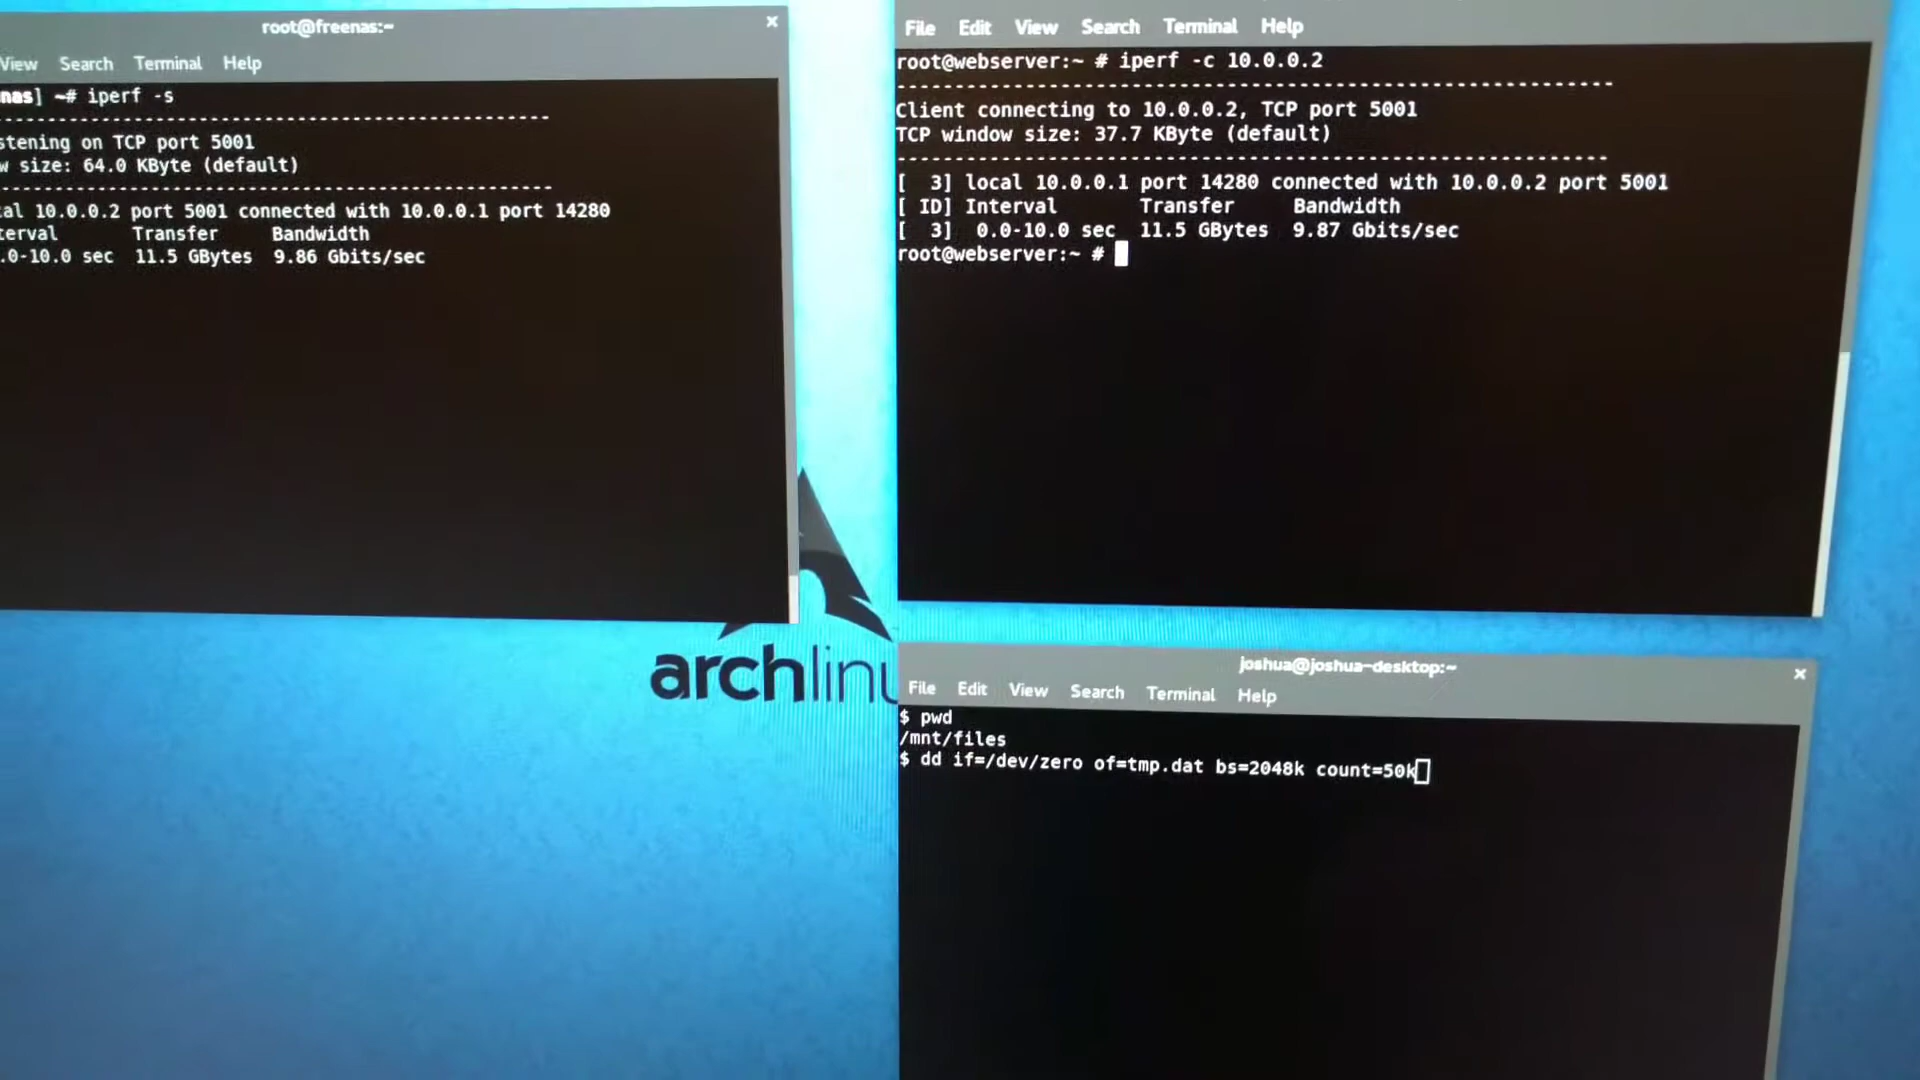 root@freenas:~
View Search Terminal Help
nas] ~# iperf -s
------------------------------------------------------------
stening on TCP port 5001
w size: 64.0 KByte (default)
------------------------------------------------------------
cal 10.0.0.2 port 5001 connected with 10.0.0.1 port 14280
terval Transfer Bandwidth
.0-10.0 sec 11.5 GBytes 9.86 Gbits/sec
File Edit View Search Terminal Help
root@webserver:~ # iperf -c 10.0.0.2
------------------------------------------------------------
Client connecting to 10.0.0.2, TCP port 5001
TCP window size: 37.7 KByte (default)
------------------------------------------------------------
[ 3] local 10.0.0.1 port 14280 connected with 10.0.0.2 port 5001
[ ID] Interval Transfer Bandwidth
[ 3] 0.0-10.0 sec 11.5 GBytes 9.87 Gbits/sec
root@webserver:~ #
archlinu
joshua@joshua-desktop:~
File Edit View Search Terminal Help
$ pwd
/mnt/files
$ dd if=/dev/zero of=tmp.dat bs=2048k count=50k